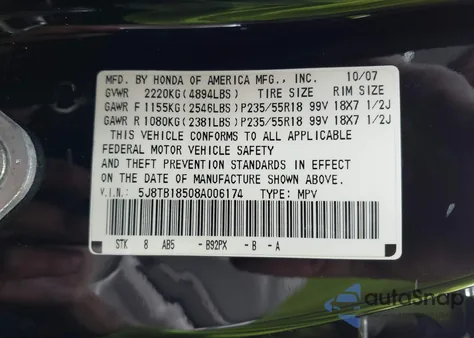 MFD. BY HONDA OF AMERICA MFG., INC. 10/07
GVWR 2220KG(4894LBS) TIRE SIZE RIM SIZE
GAWR F 1155KG(2546LBS)P235/55R18 99V 18X7 1/2J
GAWR R 1080KG(2381LBS)P235/55R18 99V 18X7 1/2J
THIS VEHICLE CONFORMS TO ALL APPLICABLE
FEDERAL MOTOR VEHICLE SAFETY
AND THEFT PREVENTION STANDARDS IN EFFECT
ON THE DATE OF MANUFACTURE SHOWN ABOVE.
V.I.N.: 5J8TB18508A006174 TYPE: MPV
STK 8 AB5 -B92PX -B -A
autoSnap